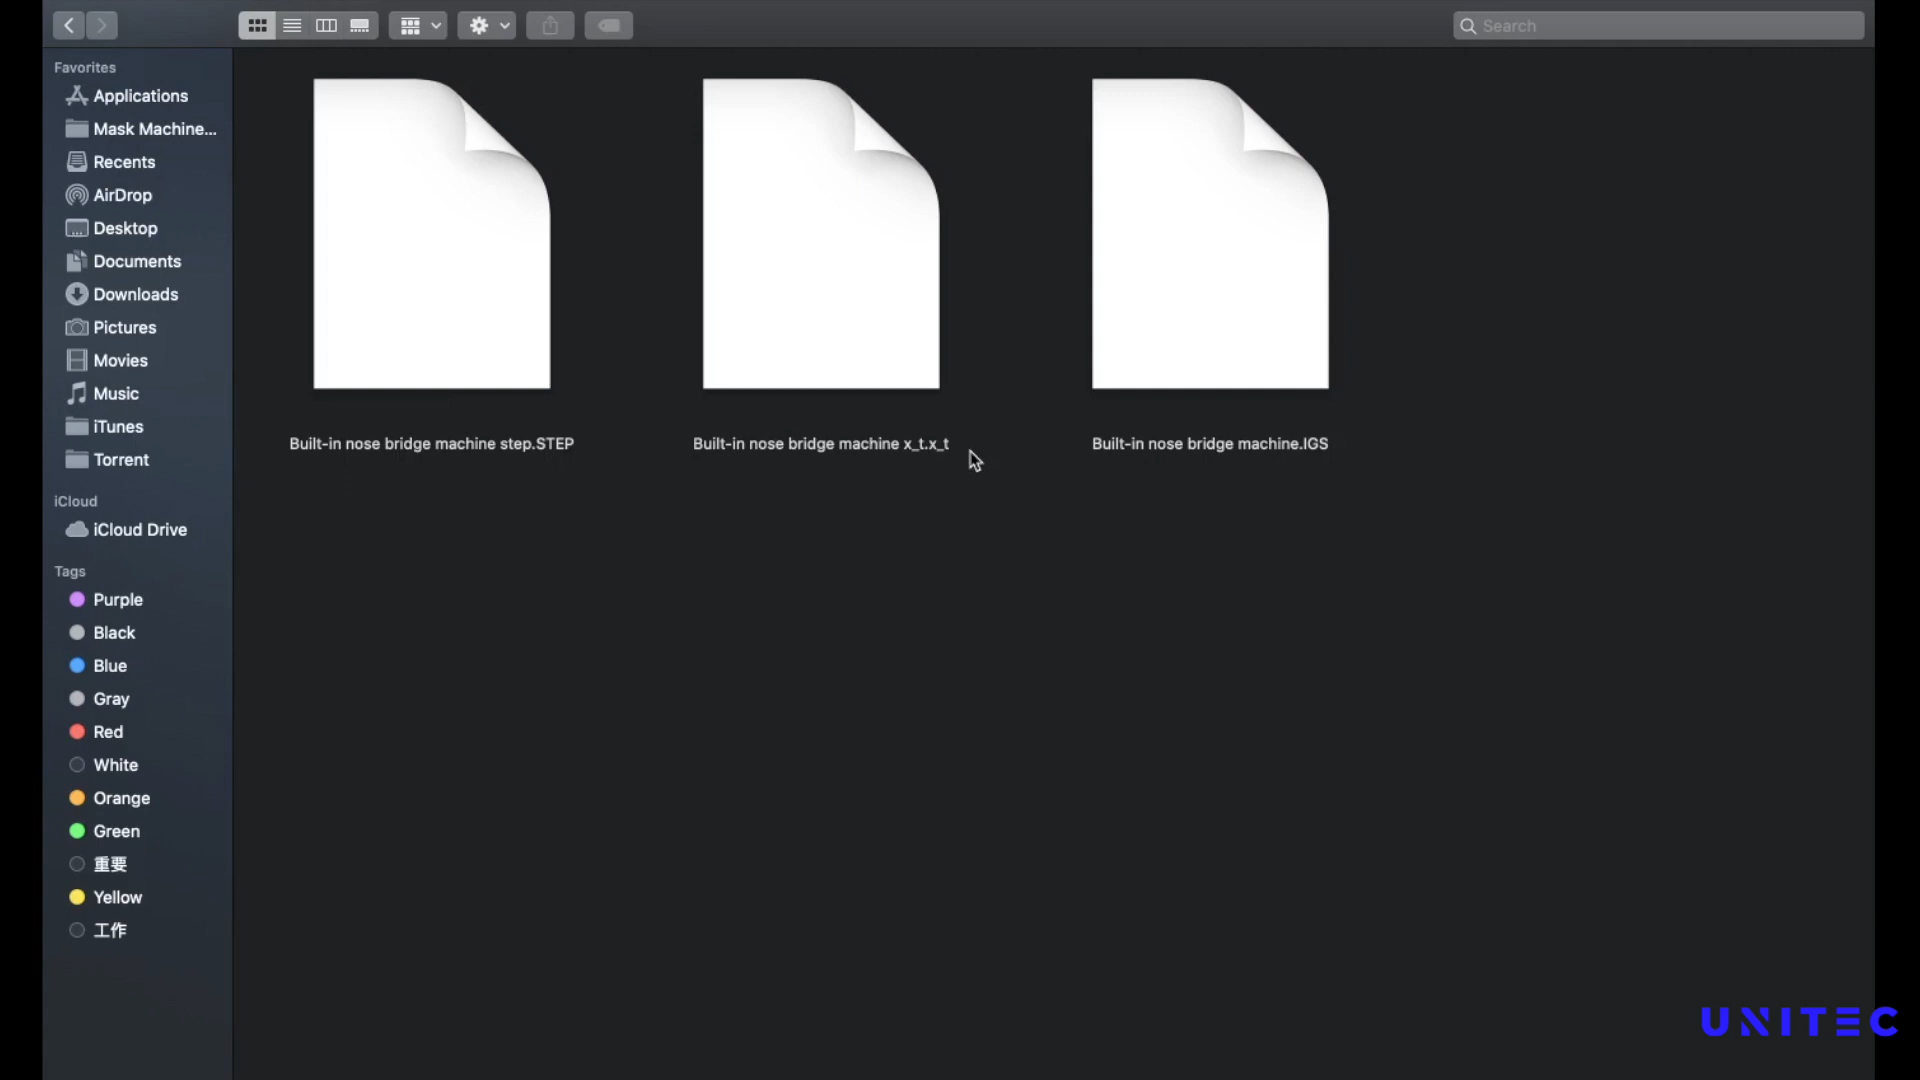 Search
Favorites
Applications
Mask Machine...
Recents
AirDrop
Desktop
Documents
Downloads
Pictures
Movies
Music
iTunes
Torrent
iCloud
iCloud Drive
Tags
Purple
Black
Blue
Gray
Red
White
Orange
Green
重要
Yellow
工作
Built-in nose bridge machine step.STEP
Built-in nose bridge machine x_t.x_t
Built-in nose bridge machine.IGS
UNITEC